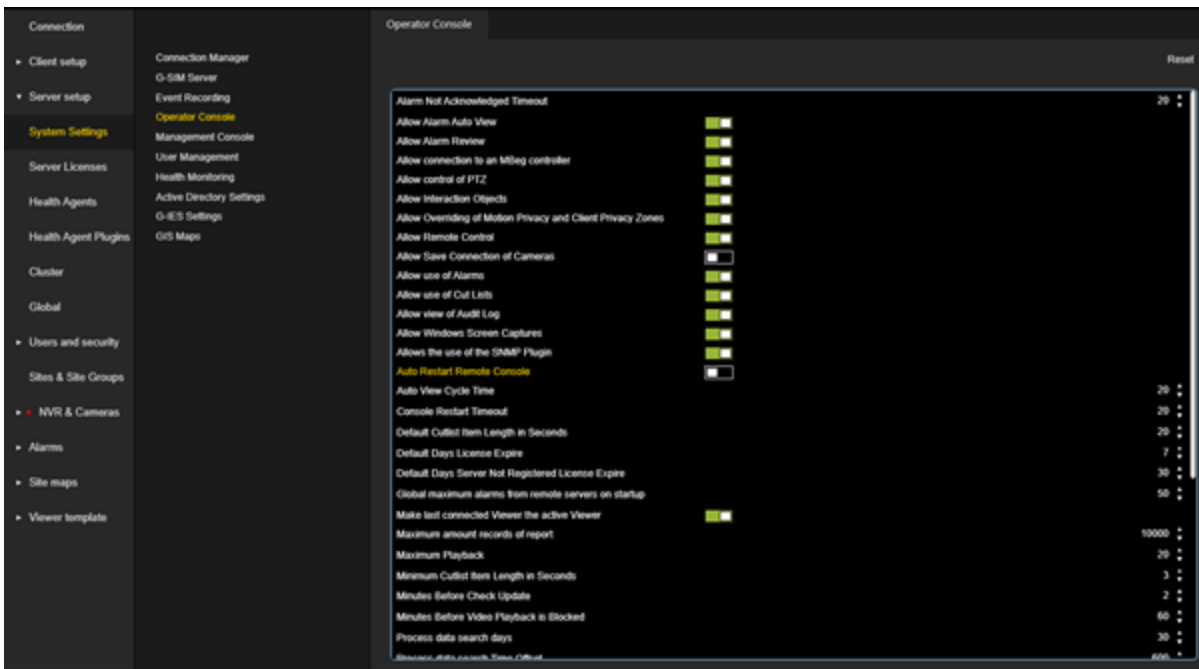 Connection
Client setup
Server setup
System Settings
Server Licenses
Health Agents
Health Agent Plugins
Cluster
Global
Users and security
Sites & Site Groups
NVR & Cameras
Alarms
Site maps
Viewer template
Connection Manager
G-SIM Server
Event Recording
Operator Console
Management Console
User Management
Health Monitoring
Active Directory Settings
G-IES Settings
GIS Maps
Operator Console
Reset
Alarm Not Acknowledged Timeout 20
Allow Alarm Auto View
Allow Alarm Review
Allow connection to an MBeg controller
Allow control of PTZ
Allow Interaction Objects
Allow Overriding of Motion Privacy and Client Privacy Zones
Allow Remote Control
Allow Save Connection of Cameras
Allow use of Alarms
Allow use of Cut Lists
Allow view of Audit Log
Allow Windows Screen Captures
Allows the use of the SNMP Plugin
Auto Restart Remote Console
Auto View Cycle Time 20
Console Restart Timeout 20
Default Cutlist Item Length in Seconds 20
Default Days License Expire 7
Default Days Server Not Registered License Expire 30
Global maximum alarms from remote servers on startup 50
Make last connected Viewer the active Viewer
Maximum amount records of report 10000
Maximum Playback 20
Minimum Cutlist Item Length in Seconds 3
Minutes Before Check Update 2
Minutes Before Video Playback is Blocked 60
Process data search days 30
Process data search Time Offset 600